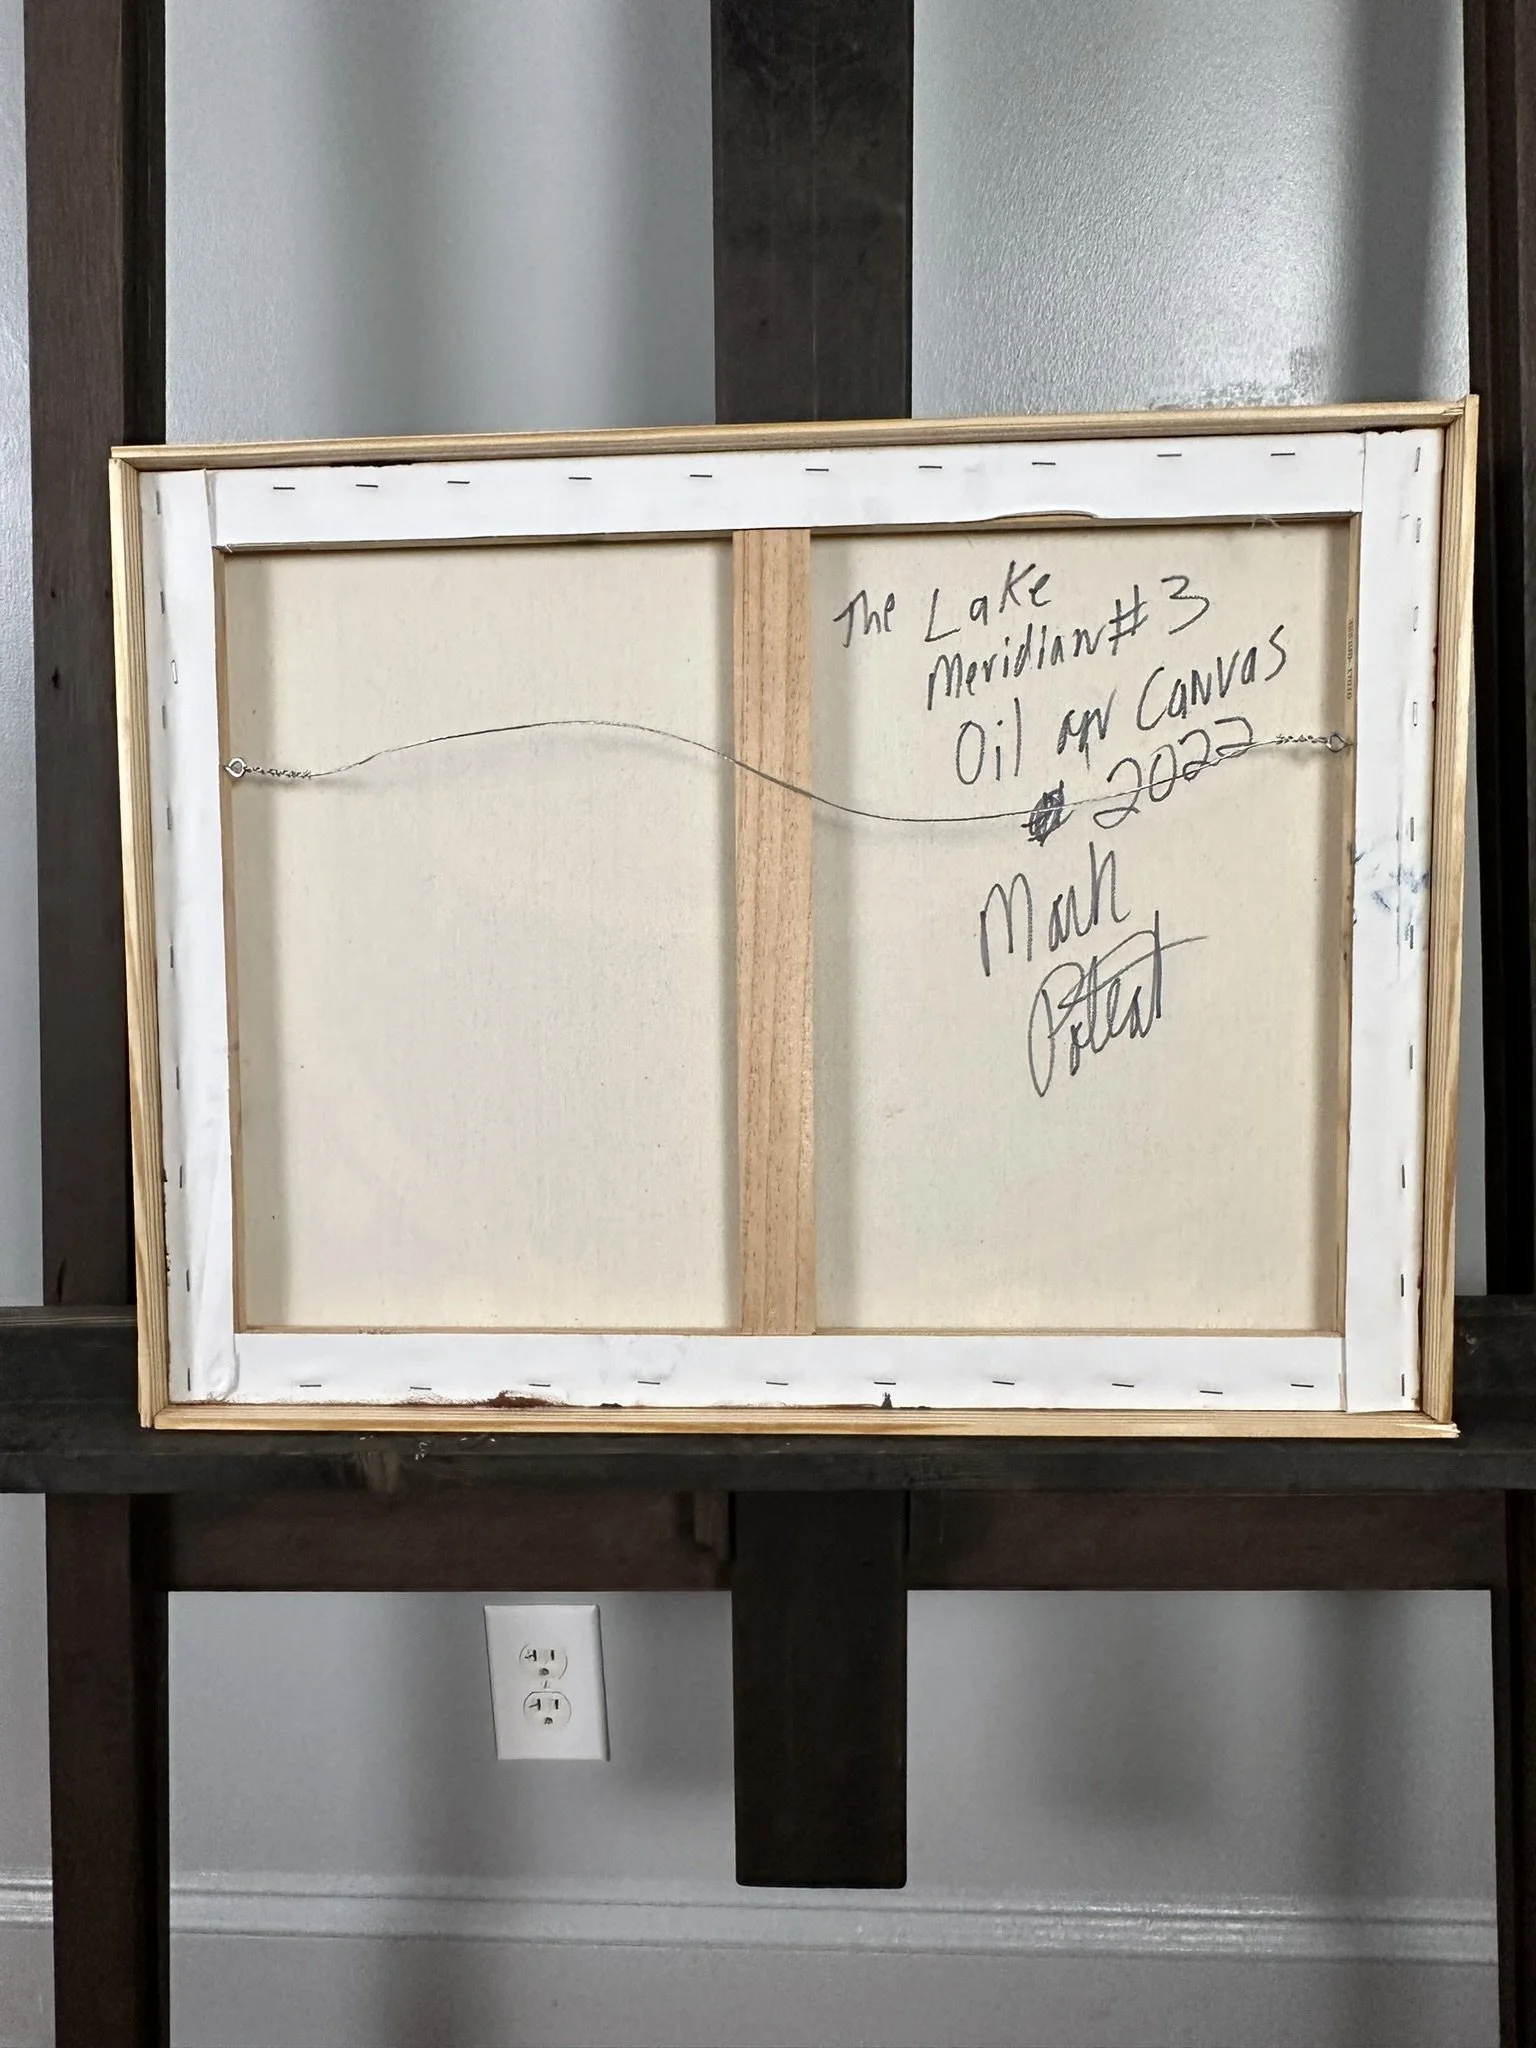 The Lake
Meridian #3
Oil on Canvas
2022
Mark
Poteat